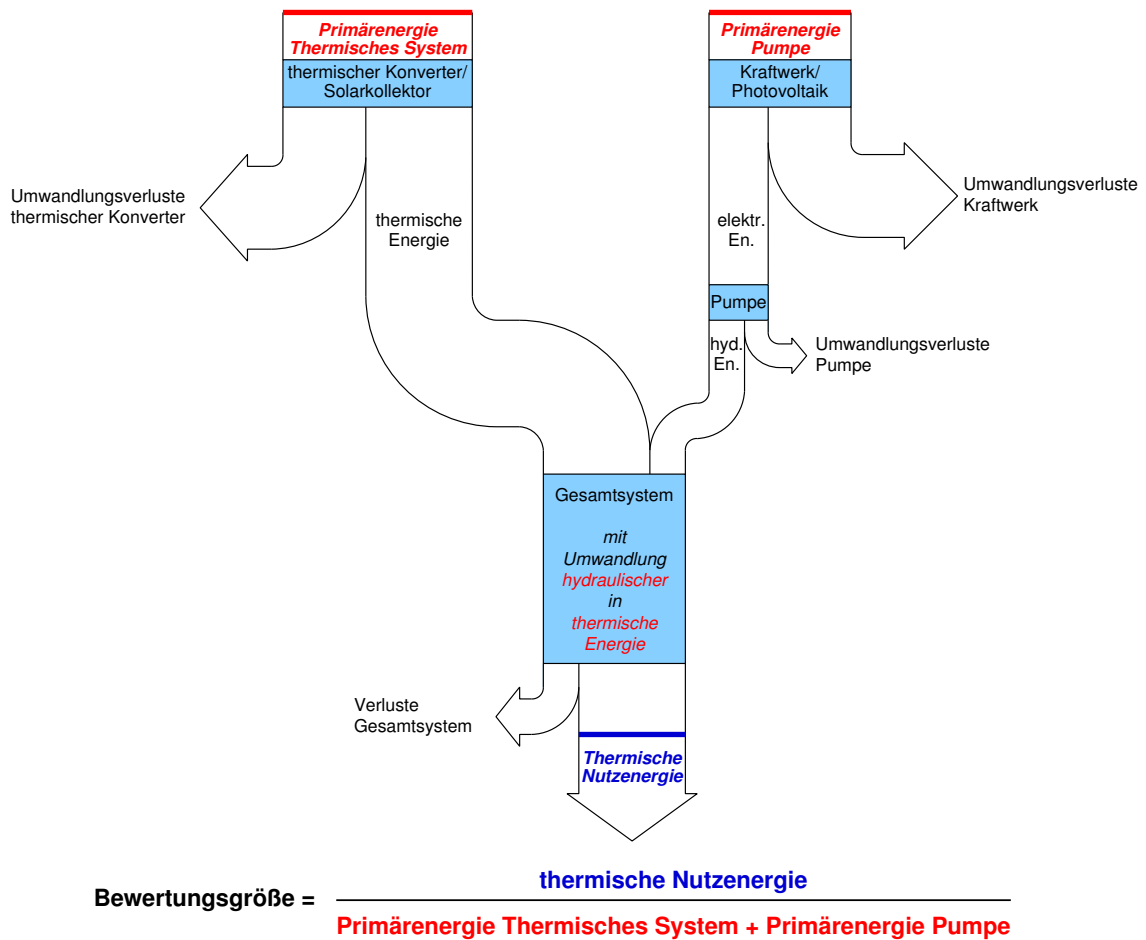 Primärenergie
Thermisches System
thermischer Konverter/
Solarkollektor
Primärenergie
Pumpe
Kraftwerk/
Photovoltaik
Umwandlungsverluste
thermischer Konverter
thermische
Energie
elektr.
En.
Umwandlungsverluste
Kraftwerk
Pumpe
hyd.
En.
Umwandlungsverluste
Pumpe
Gesamtsystem
mit
Umwandlung
hydraulischer
in
thermische
Energie
Verluste
Gesamtsystem
Thermische
Nutzenergie
thermische Nutzenergie
Bewertungsgröße =
Primärenergie Thermisches System + Primärenergie Pumpe